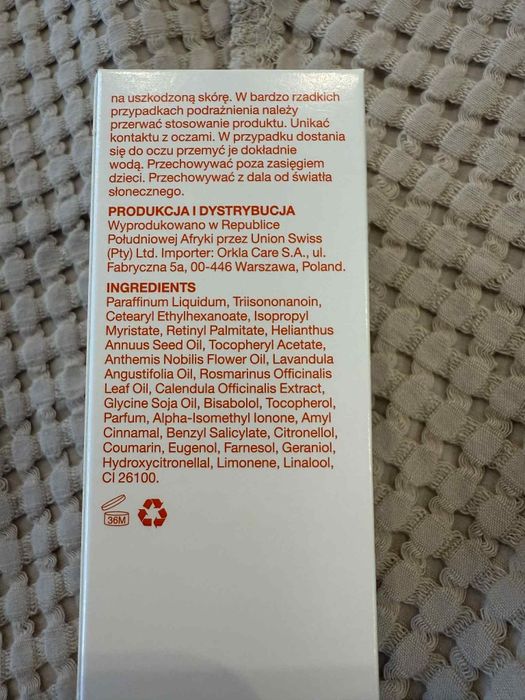 na uszkodzoną skórę. W bardzo rzadkich
przypadkach podrażnienia należy
przerwać stosowanie produktu. Unikać
kontaktu z oczami. W przypadku dostania
się do oczu przemyć je dokładnie
wodą. Przechowywać poza zasięgiem
dzieci. Przechowywać z dala od światła
słonecznego.
PRODUKCJA I DYSTRYBUCJA
Wyprodukowano w Republice
Południowej Afryki przez Union Swiss
(Pty) Ltd. Importer: Orkla Care S.A., ul.
Fabryczna 5a, 00-446 Warszawa, Poland.
INGREDIENTS
Paraffinum Liquidum, Triisononanoin,
Cetearyl Ethylhexanoate, Isopropyl
Myristate, Retinyl Palmitate, Helianthus
Annuus Seed Oil, Tocopheryl Acetate,
Anthemis Nobilis Flower Oil, Lavandula
Angustifolia Oil, Rosmarinus Officinalis
Leaf Oil, Calendula Officinalis Extract,
Glycine Soja Oil, Bisabolol, Tocopherol,
Parfum, Alpha-Isomethyl Ionone, Amyl
Cinnamal, Benzyl Salicylate, Citronellol,
Coumarin, Eugenol, Farnesol, Geraniol,
Hydroxycitronellal, Limonene, Linalool,
CI 26100.
36M